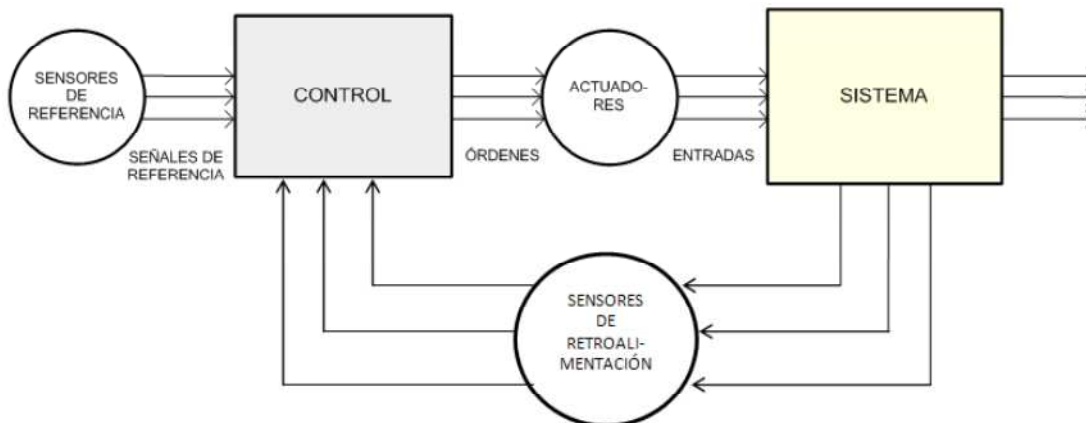 SENSORES
DE
REFERENCIA
SEÑALES DE
REFERENCIA
CONTROL
ÓRDENES
ACTUADO-
RES
ENTRADAS
SISTEMA
SENSORES
DE
RETROALI-
MENTACIÓN